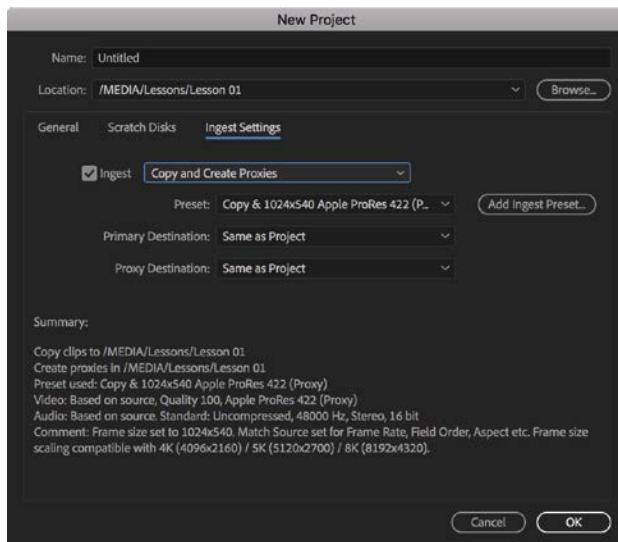 New Project
Name: Untitled
Location: /MEDIA/Lessons/Lesson 01 Browse...
General Scratch Disks Ingest Settings
Ingest Copy and Create Proxies
Preset: Copy & 1024x540 Apple ProRes 422 (P... Add Ingest Preset...
Primary Destination: Same as Project
Proxy Destination: Same as Project
Summary:
Copy clips to /MEDIA/Lessons/Lesson 01
Create proxies in /MEDIA/Lessons/Lesson 01
Preset used: Copy & 1024x540 Apple ProRes 422 (Proxy)
Video: Based on source, Quality 100, Apple ProRes 422 (Proxy)
Audio: Based on source. Standard: Uncompressed, 48000 Hz, Stereo, 16 bit
Comment: Frame size set to 1024x540. Match Source set for Frame Rate, Field Order, Aspect etc. Frame size
scaling compatible with 4K (4096x2160) / 5K (5120x2700) / 8K (8192x4320).
Cancel OK